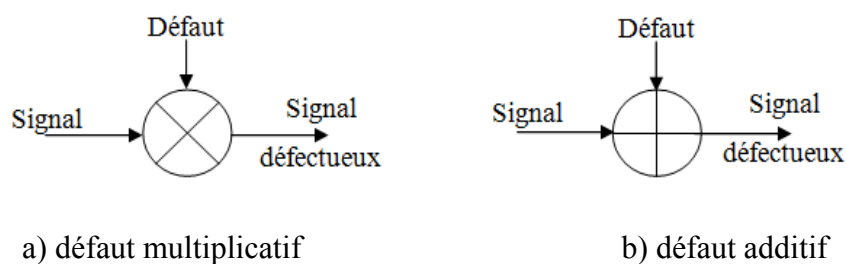 Défaut
Signal
Signal
défectueux
a) défaut multiplicatif
Défaut
Signal
Signal
défectueux
b) défaut additif